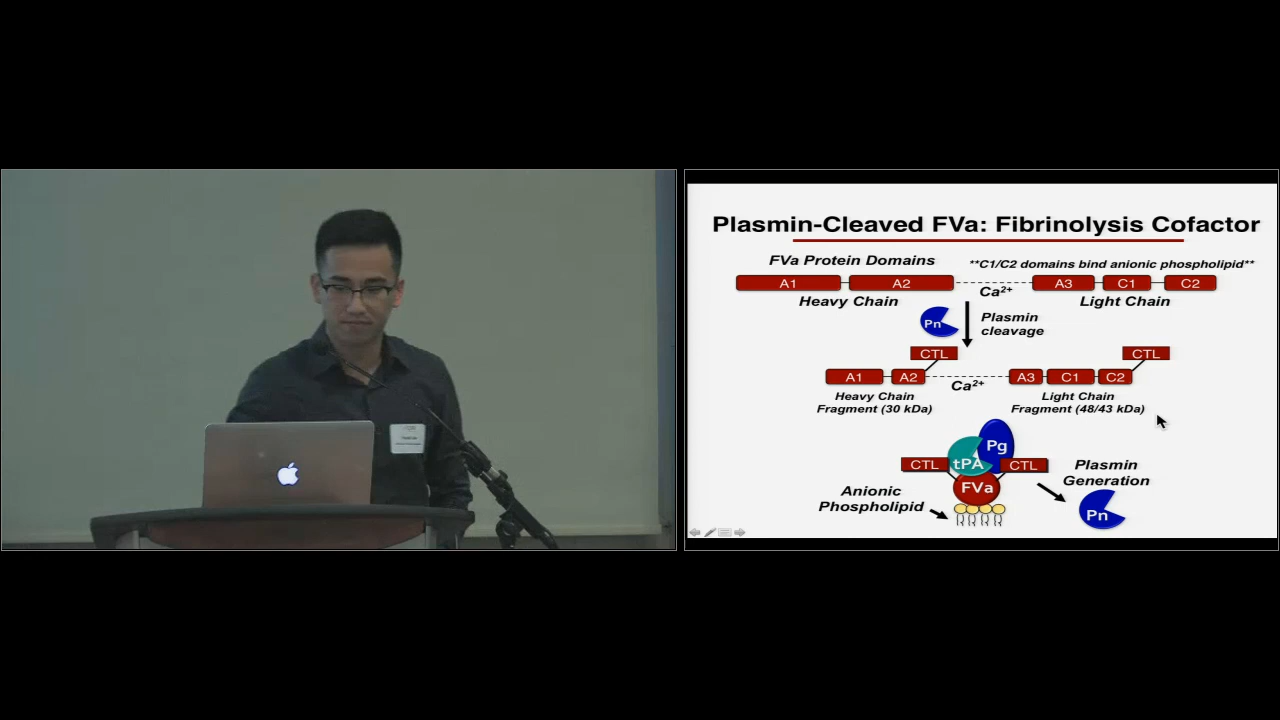 Plasmin-Cleaved FVa: Fibrinolysis Cofactor
FVa Protein Domains
**C1/C2 domains bind anionic phospholipid**
A1 A2 A3 C1 C2
Ca2+
Heavy Chain
Light Chain
Pn
Plasmin
cleavage
CTL CTL
A1 A2 A3 C1 C2
Ca2+
Heavy Chain
Fragment (30 kDa)
Light Chain
Fragment (48/43 kDa)
Pg
CTL tPA CTL
FVa
Plasmin
Generation
Anionic
Phospholipid
Pn